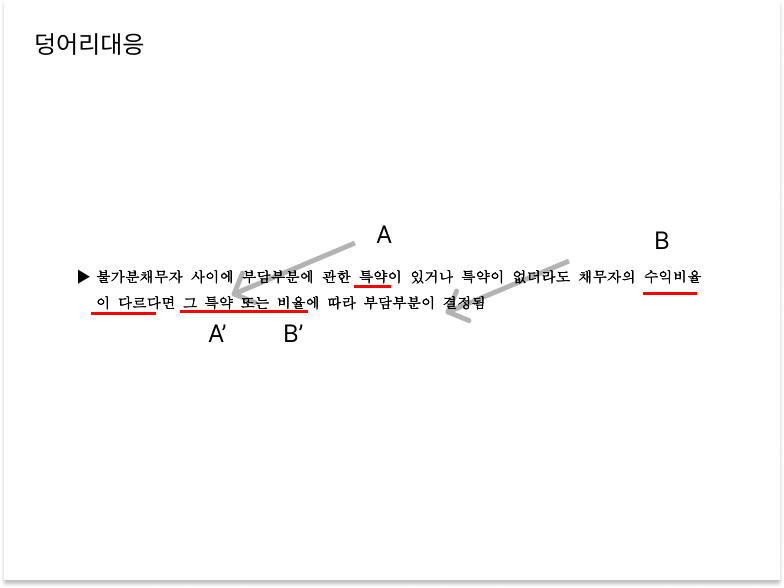 덩어리대응
A
B
▶ 불가분채무자 사이에 부담부분에 관한 특약이 있거나 특약이 없더라도 채무자의 수익비율
이 다르다면 그 특약 또는 비율에 따라 부담부분이 결정됨
A’
B’